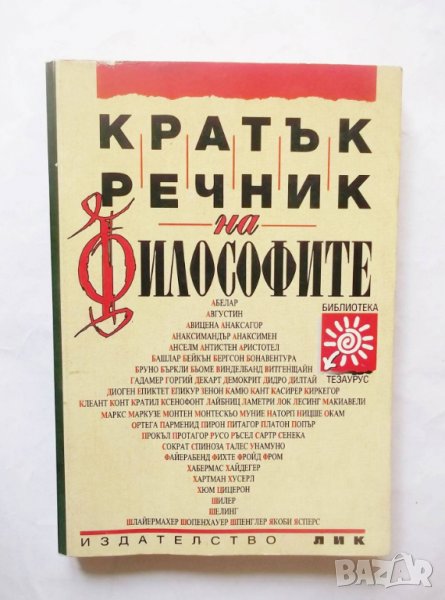 КРАТЪК
РЕЧНИК
на
ФИЛОСОФИТЕ
АБЕЛАР
АВГУСТИН
АВИЦЕНА АНАКСАГОР
АНАКСИМАНДЪР АНАКСИМЕН
АНСЕЛМ АНТИСТЕН АРИСТОТЕЛ
БАШЛАР БЕЙКЪН БЕРГСОН БОНАВЕНТУРА
БРУНО БЪРКЛИ БЬОМЕ ВИНДЕЛБАНД ВИТГЕНЩАЙН
ГАДАМЕР ГОРГИЙ ДЕКАРТ ДЕМОКРИТ ДИДРО ДИЛТАЙ
ДИОГЕН ЕПИКТЕТ ЕПИКУР ЗЕНОН КАМЮ КАНТ КАСИРЕР КИРКЕГОР
КЛЕАНТ КОНТ КРАТИЛ КСЕНОФОНТ ЛАЙБНИЦ ЛАМЕТРИ ЛОК ЛЕСИНГ МАКИАВЕЛИ
МАРКС МАРКУЗЕ МОНТЕН МОНТЕСКЬО МУНИЕ НАТОРП НИЦШЕ ОКАМ
ОРТЕГА ПАРМЕНИД ПИРОН ПИТАГОР ПЛАТОН ПОПЪР
ПРОКЪЛ ПРОТАГОР РУСО РЪСЕЛ САРТР СЕНЕКА
СОКРАТ СПИНОЗА ТАЛЕС УНАМУНО
ФАЙЕРАБЕНД ФИХТЕ ФРОЙД ФРОМ
ХАБЕРМАС ХАЙДЕГЕР
ХАРТМАН ХУСЕРЛ
ХЮМ ЦИЦЕРОН
ШИЛЕР
ШЕЛИНГ
ШЛАЙЕРМАХЕР ШОПЕНХАУЕР ШПЕНГЛЕР ЯКОБИ ЯСПЕРС
БИБЛИОТЕКА
ТЕЗАУРУС
ИЗДАТЕЛСТВО ЛИК
BAZAR
bg